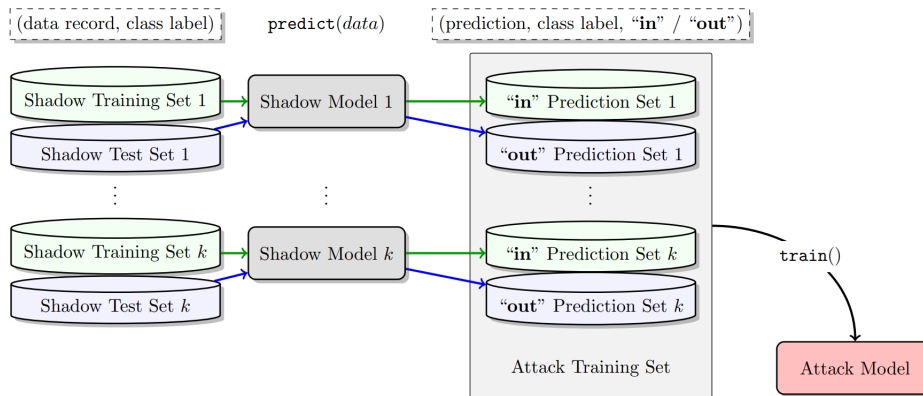 (data record, class label) predict(data) (prediction, class label, “in” / “out”)
Shadow Training Set 1 Shadow Model 1 “in” Prediction Set 1
Shadow Test Set 1 “out” Prediction Set 1
⋮ ⋮ ⋮
Shadow Training Set k Shadow Model k “in” Prediction Set k
Shadow Test Set k “out” Prediction Set k
train()
Attack Training Set Attack Model